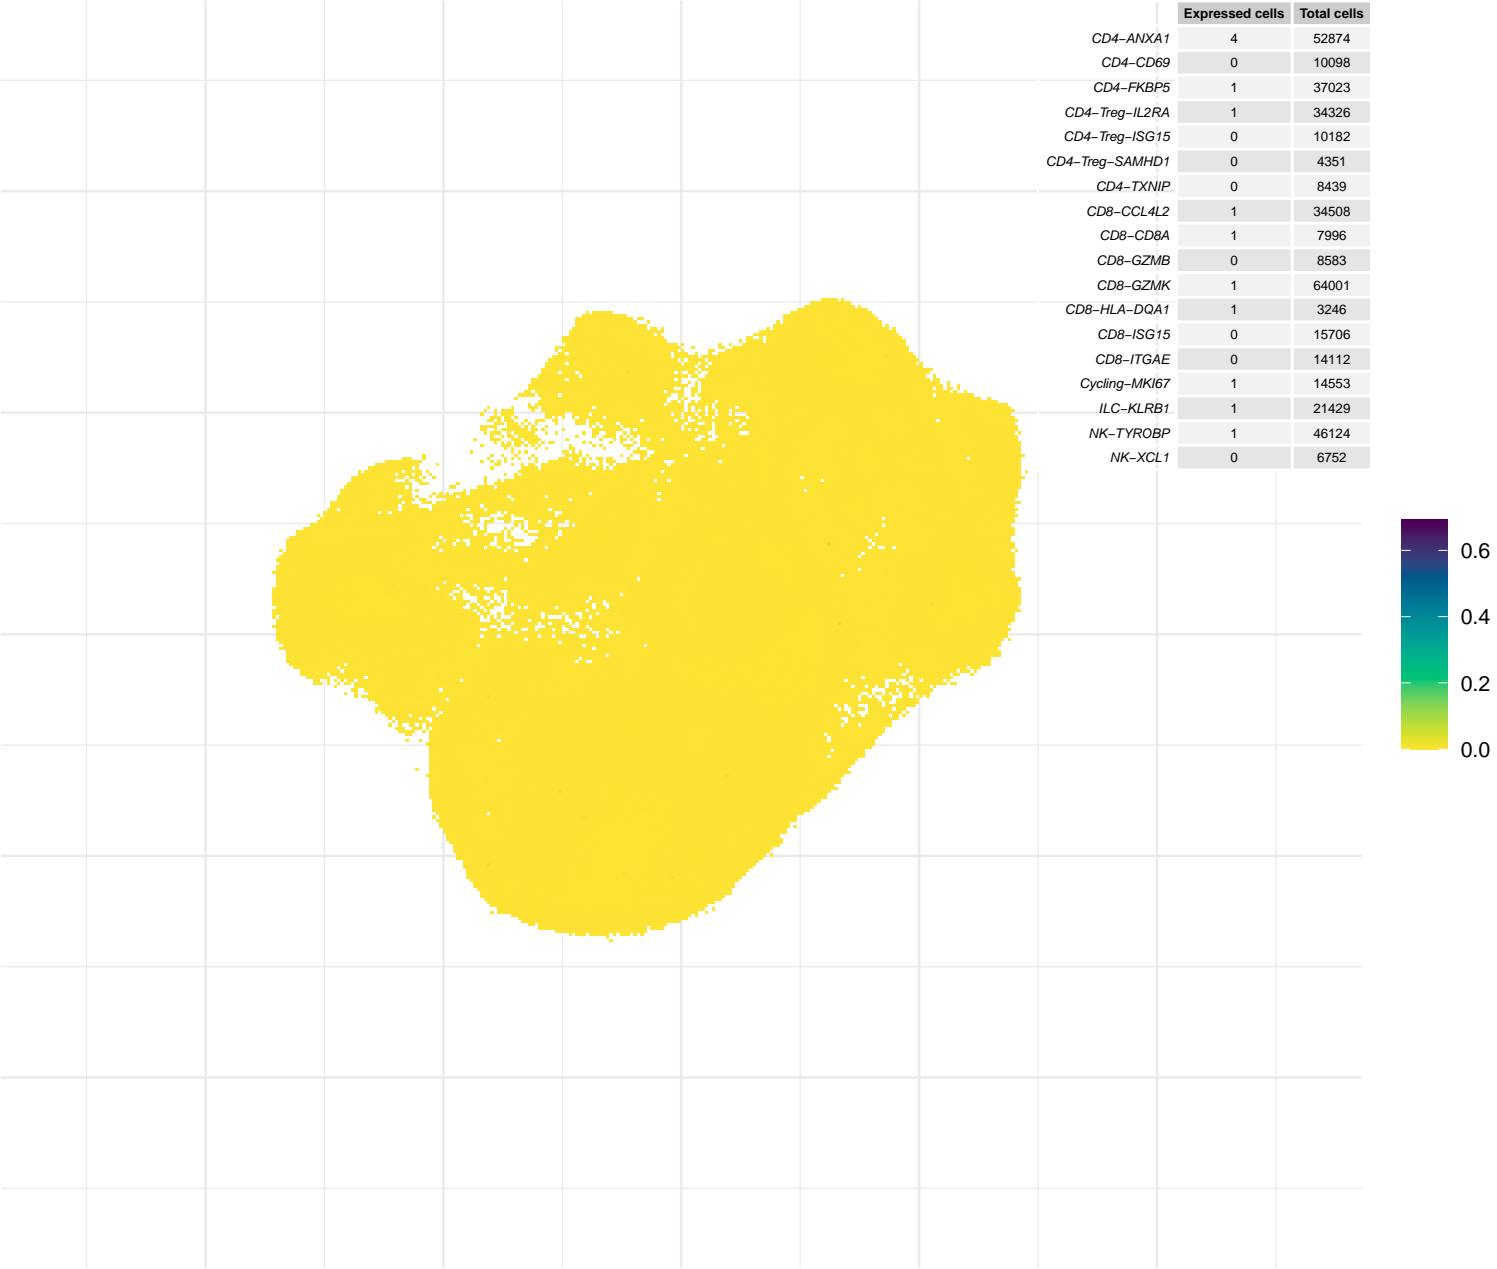 Expressed cells Total cells
CD4−ANXA1 4 52874
CD4−CD69 0 10098
CD4−FKBP5 1 37023
CD4−Treg−IL2RA 1 34326
CD4−Treg−ISG15 0 10182
CD4−Treg−SAMHD1 0 4351
CD4−TXNIP 0 8439
CD8−CCL4L2 1 34508
CD8−CD8A 1 7996
CD8−GZMB 0 8583
CD8−GZMK 1 64001
CD8−HLA−DQA1 1 3246
CD8−ISG15 0 15706
CD8−ITGAE 0 14112
Cycling−MKI67 1 14553
ILC−KLRB1 1 21429
NK−TYROBP 1 46124
NK−XCL1 0 6752
0.6
0.4
0.2
0.0